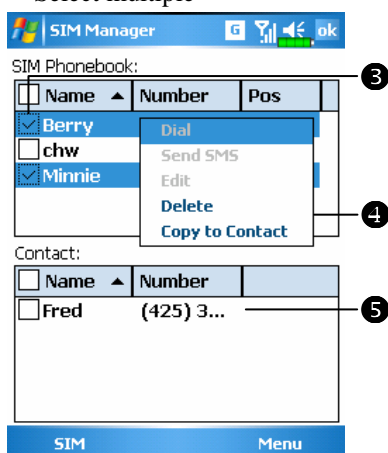 Select multiple
SIM Manager G ok
SIM Phonebook:
3
Name Number Pos
Berry
Dial
chw
Send SMS
Minnie
Edit
Delete
4
Copy to Contact
Contact:
Name Number
Fred (425) 3...
5
SIM Menu